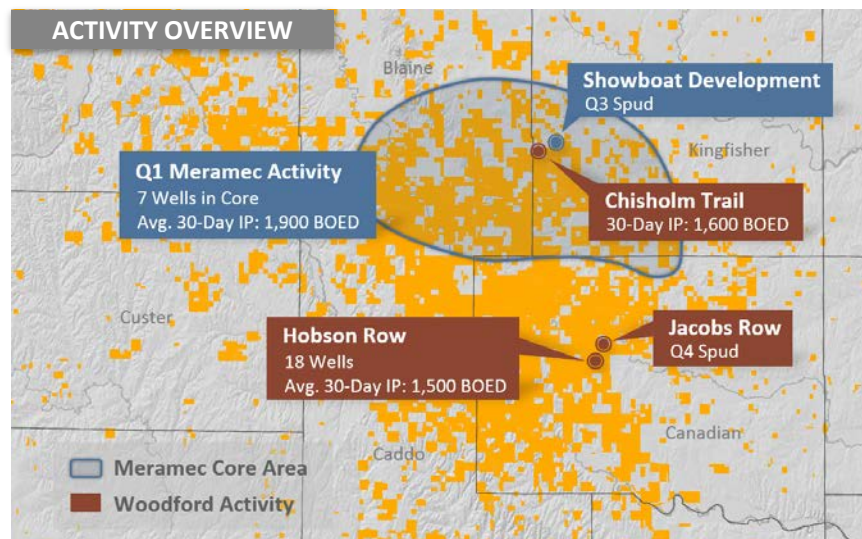 ACTIVITY OVERVIEW
Blaine
Showboat Development
Q3 Spud
Kingfisher
Q1 Meramec Activity
7 Wells in Core
Avg. 30-Day IP: 1,900 BOED
Chisholm Trail
30-Day IP: 1,600 BOED
Custer
Hobson Row
18 Wells
Avg. 30-Day IP: 1,500 BOED
Jacobs Row
Q4 Spud
Canadian
Caddo
Meramec Core Area
Woodford Activity